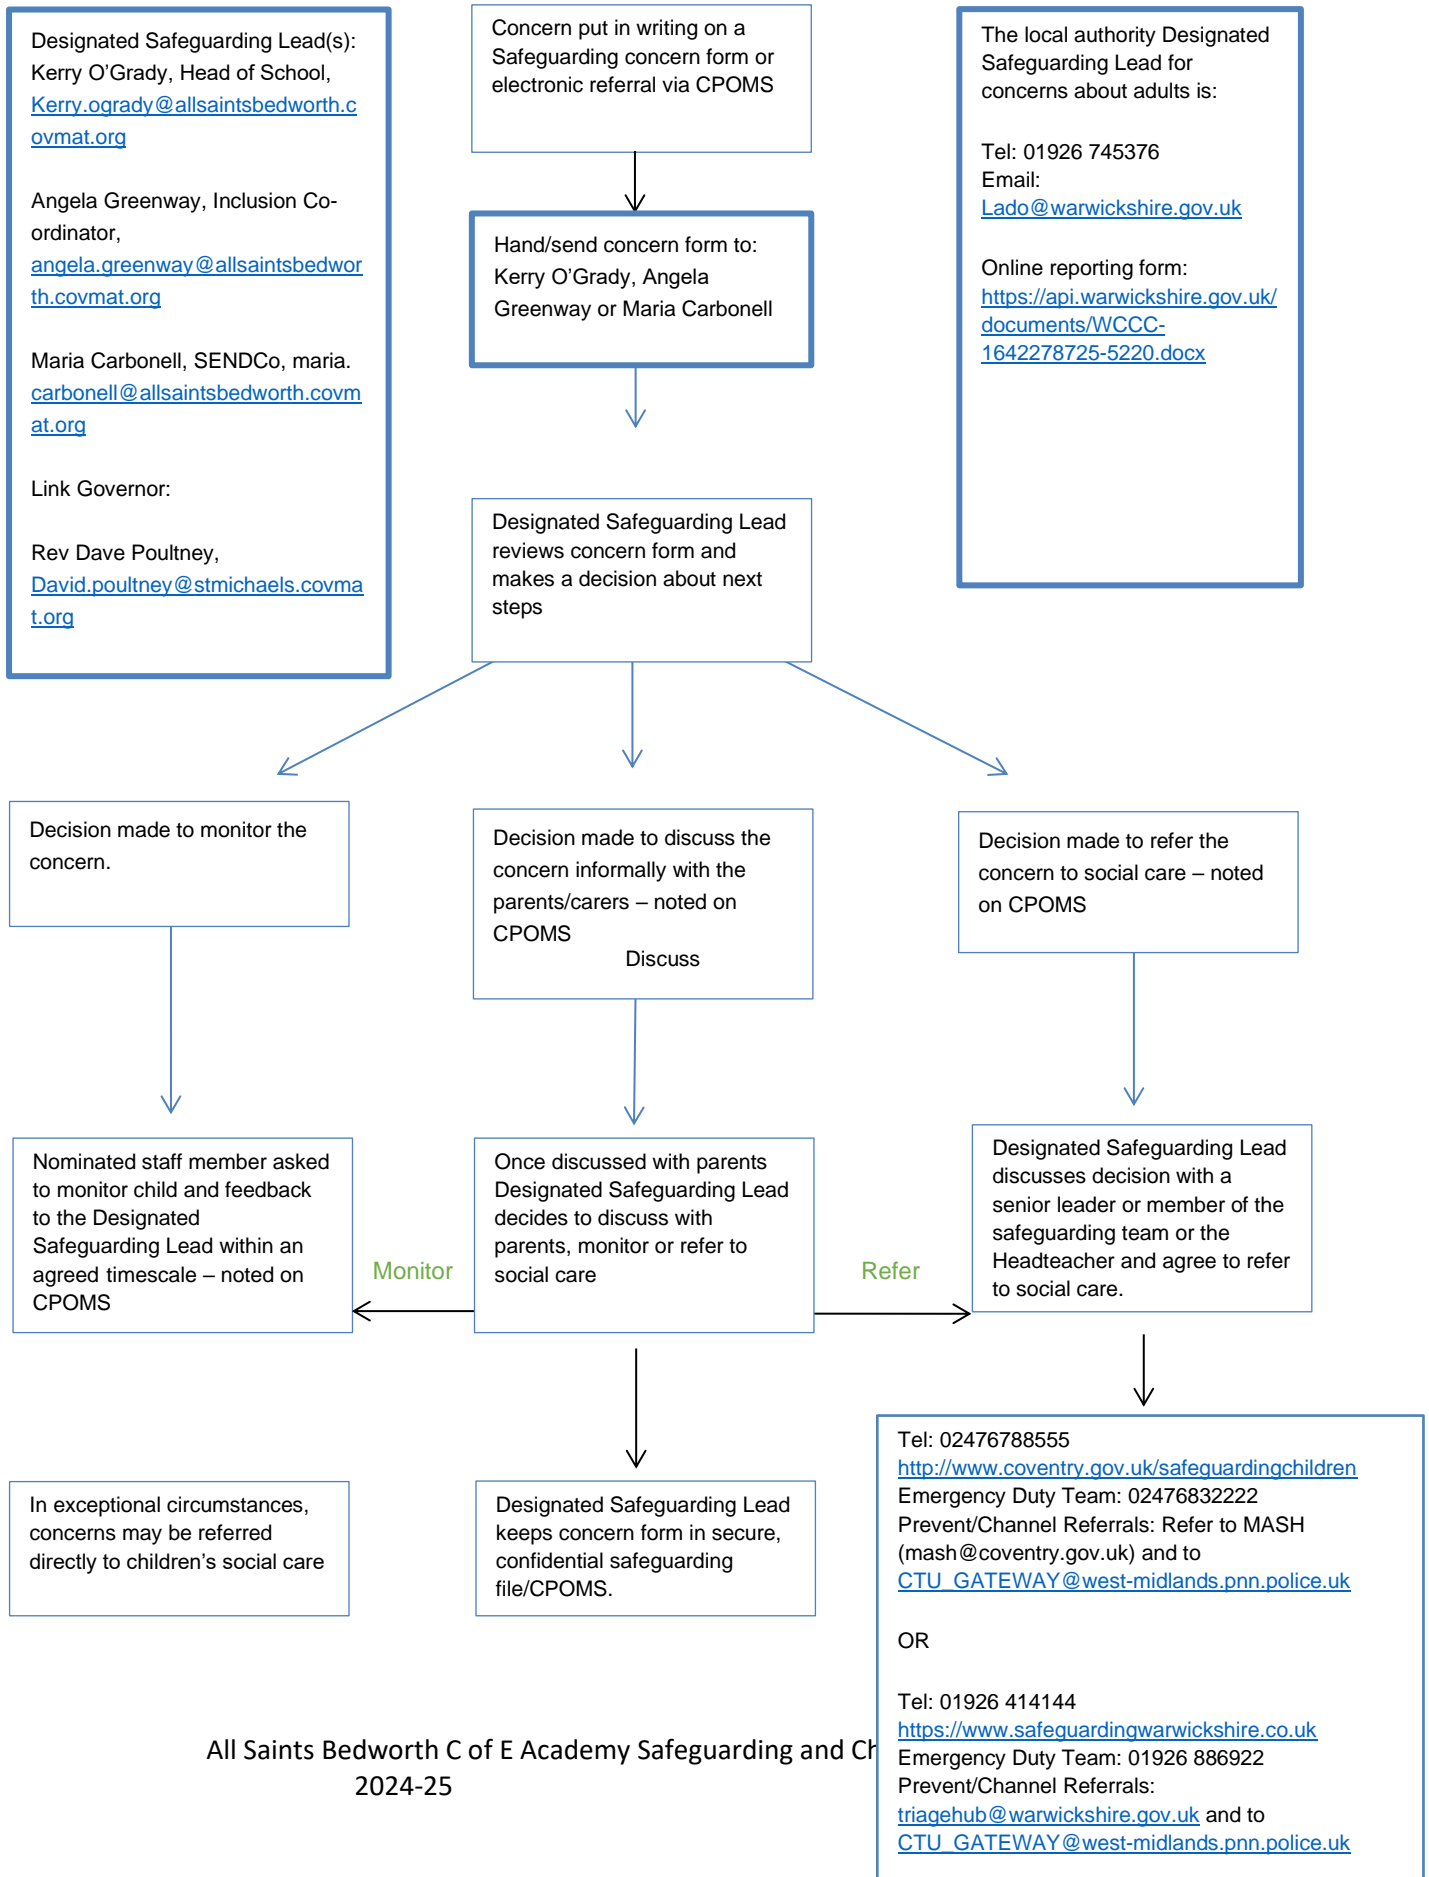 Designated Safeguarding Lead(s):
Kerry O'Grady, Head of School,
Kerry.ogrady@allsaintsbedworth.c
ovmat.org
Angela Greenway, Inclusion Co-
ordinator,
angela.greenway@allsaintsbedwor
th.covmat.org
Maria Carbonell, SENDCo, maria.
carbonell@allsaintsbedworth.covm
at.org
Link Governor:
Rev Dave Poultney,
David.poultney@stmichaels.covma
t.org
Concern put in writing on a
Safeguarding concern form or
electronic referral via CPOMS
The local authority Designated
Safeguarding Lead for
concerns about adults is:
Tel: 01926 745376
Email:
Lado@warwickshire.gov.uk
Online reporting form:
https://api.warwickshire.gov.uk/
documents/WCCC-
1642278725-5220.docx
Hand/send concern form to:
Kerry O'Grady, Angela
Greenway or Maria Carbonell
Designated Safeguarding Lead
reviews concern form and
makes a decision about next
steps
Decision made to monitor the
concern.
Decision made to discuss the
concern informally with the
parents/carers – noted on
CPOMS
Discuss
Decision made to refer the
concern to social care – noted
on CPOMS
Nominated staff member asked
to monitor child and feedback
to the Designated
Safeguarding Lead within an
agreed timescale – noted on
CPOMS
Monitor
Once discussed with parents
Designated Safeguarding Lead
decides to discuss with
parents, monitor or refer to
social care
Refer
Designated Safeguarding Lead
discusses decision with a
senior leader or member of the
safeguarding team or the
Headteacher and agree to refer
to social care.
In exceptional circumstances,
concerns may be referred
directly to children's social care
Designated Safeguarding Lead
keeps concern form in secure,
confidential safeguarding
file/CPOMS.
Tel: 02476788555
http://www.coventry.gov.uk/safeguardingchildren
Emergency Duty Team: 02476832222
Prevent/Channel Referrals: Refer to MASH
(mash@coventry.gov.uk) and to
CTU_GATEWAY@west-midlands.pnn.police.uk
OR
Tel: 01926 414144
https://www.safeguardingwarwickshire.co.uk
Emergency Duty Team: 01926 886922
Prevent/Channel Referrals:
triagehub@warwickshire.gov.uk and to
CTU_GATEWAY@west-midlands.pnn.police.uk
All Saints Bedworth C of E Academy Safeguarding and Ch
2024-25